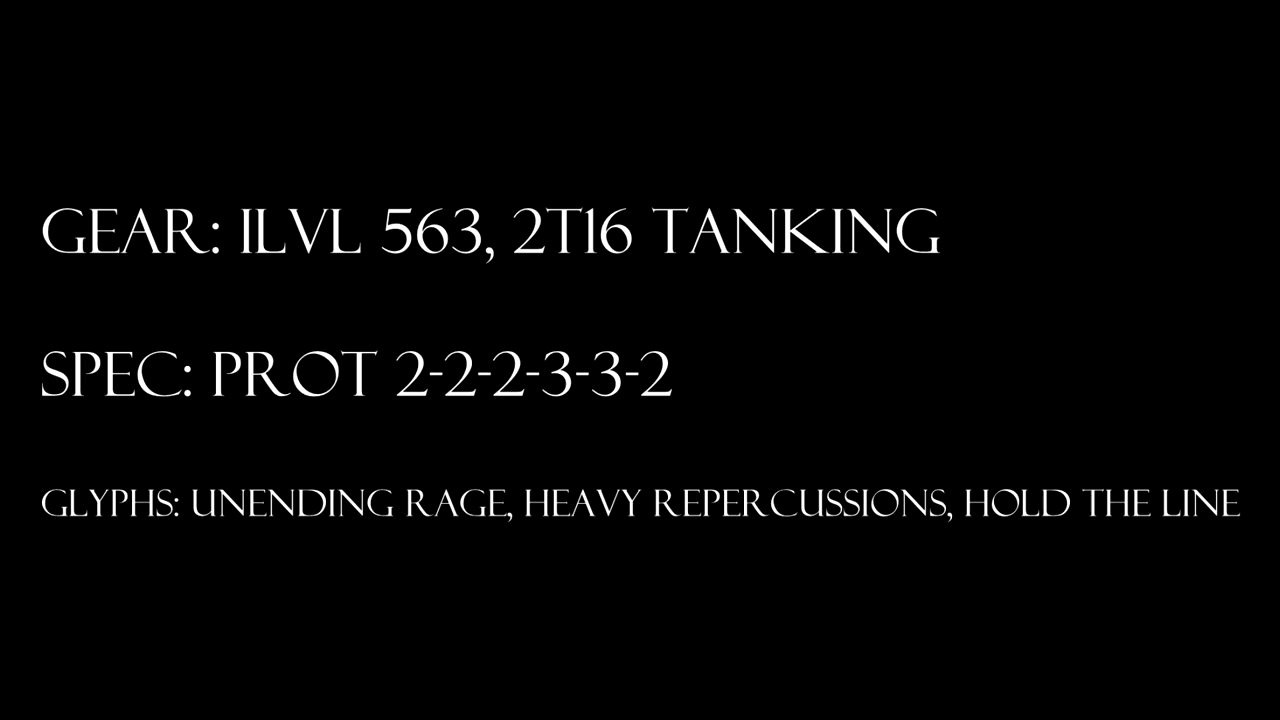 GEAR: ILVL 563, 2T16 TANKING
SPEC: PROT 2-2-2-3-3-2
GLYPHS: UNENDING RAGE, HEAVY REPERCUSSIONS, HOLD THE LINE